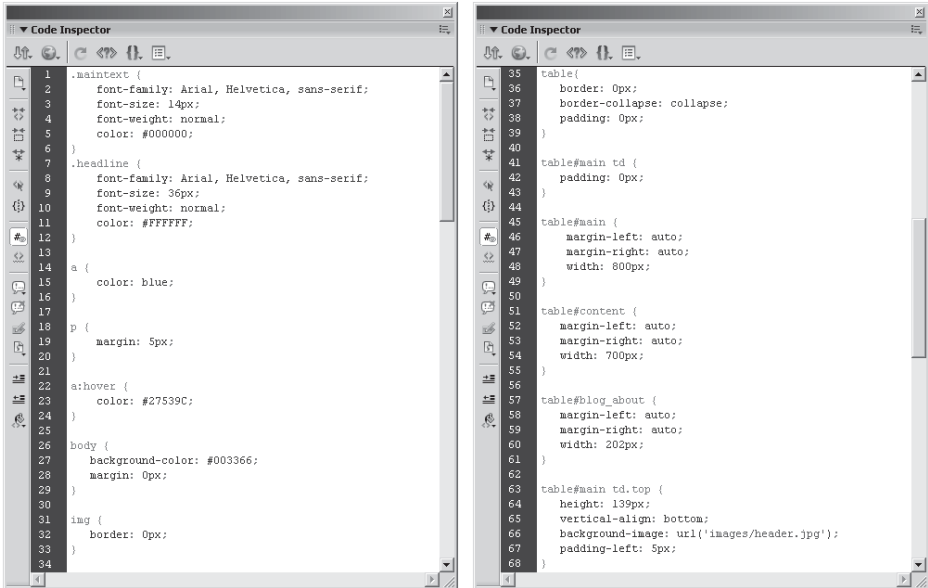 Code Inspector
1 .maintext {
2 font-family: Arial, Helvetica, sans-serif;
3 font-size: 14px;
4 font-weight: normal;
5 color: #000000;
6 }
7 .headline {
8 font-family: Arial, Helvetica, sans-serif;
9 font-size: 36px;
10 font-weight: normal;
11 color: #FFFFFF;
12 }
13
14 a {
15 color: blue;
16 }
17
18 p {
19 margin: 5px;
20 }
21
22 a:hover {
23 color: #27539C;
24 }
25
26 body {
27 background-color: #003366;
28 margin: 0px;
29 }
30
31 img {
32 border: 0px;
33 }
34
Code Inspector
35 table{
36 border: 0px;
37 border-collapse: collapse;
38 padding: 0px;
39 }
40
41 table#main td {
42 padding: 0px;
43 }
44
45 table#main {
46 margin-left: auto;
47 margin-right: auto;
48 width: 800px;
49 }
50
51 table#content {
52 margin-left: auto;
53 margin-right: auto;
54 width: 700px;
55 }
56
57 table#blog_about {
58 margin-left: auto;
59 margin-right: auto;
60 width: 202px;
61 }
62
63 table#main td.top {
64 height: 139px;
65 vertical-align: bottom;
66 background-image: url('images/header.jpg');
67 padding-left: 5px;
68 }